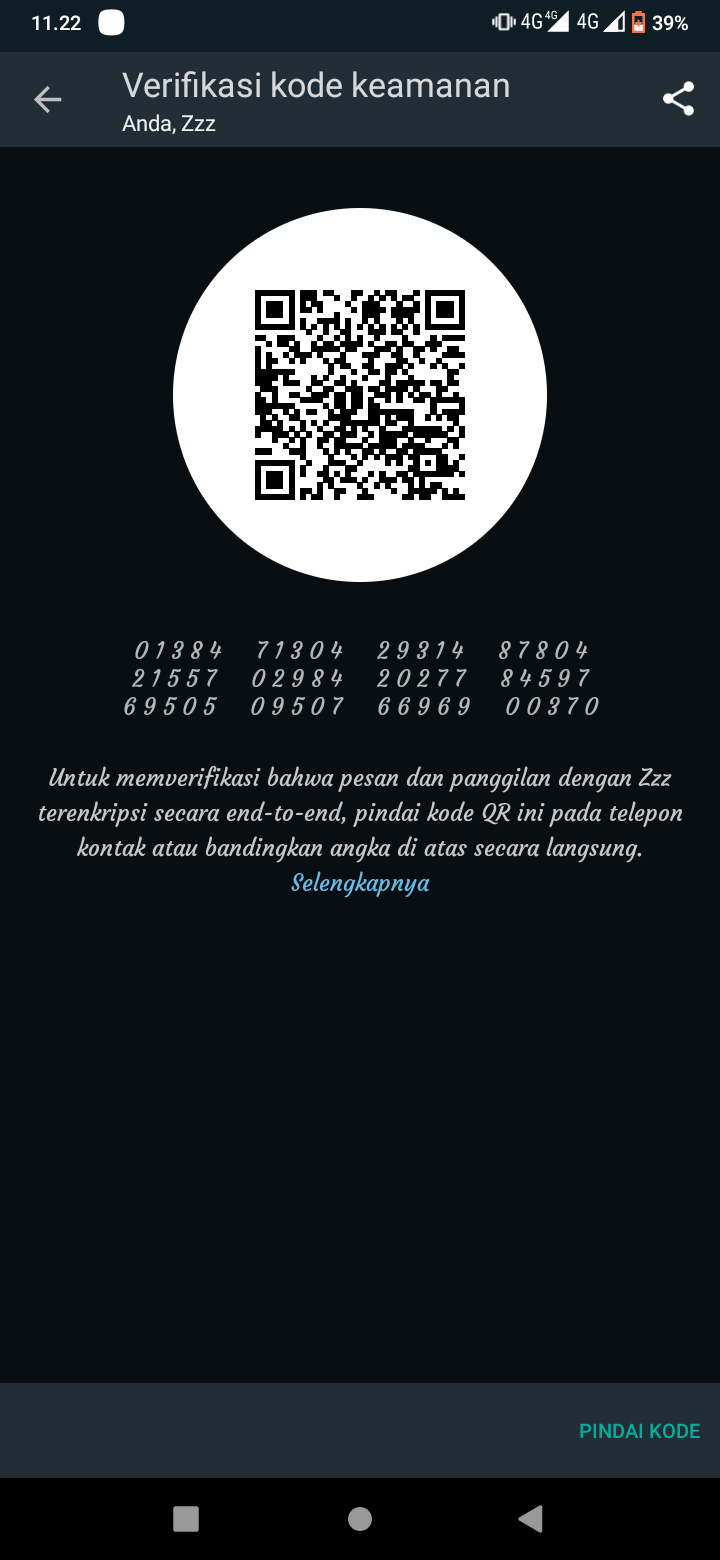 11.22
4G 4G 4G 39%
Verifikasi kode keamanan
Anda, Zzz
01384 71304 29314 87804
21557 02984 20277 84597
69505 09507 66969 00370
Untuk memverifikasi bahwa pesan dan panggilan dengan Zzz
terenkripsi secara end-to-end, pindai kode QR ini pada telepon
kontak atau bandingkan angka di atas secara langsung.
Selengkapnya
PINDAI KODE